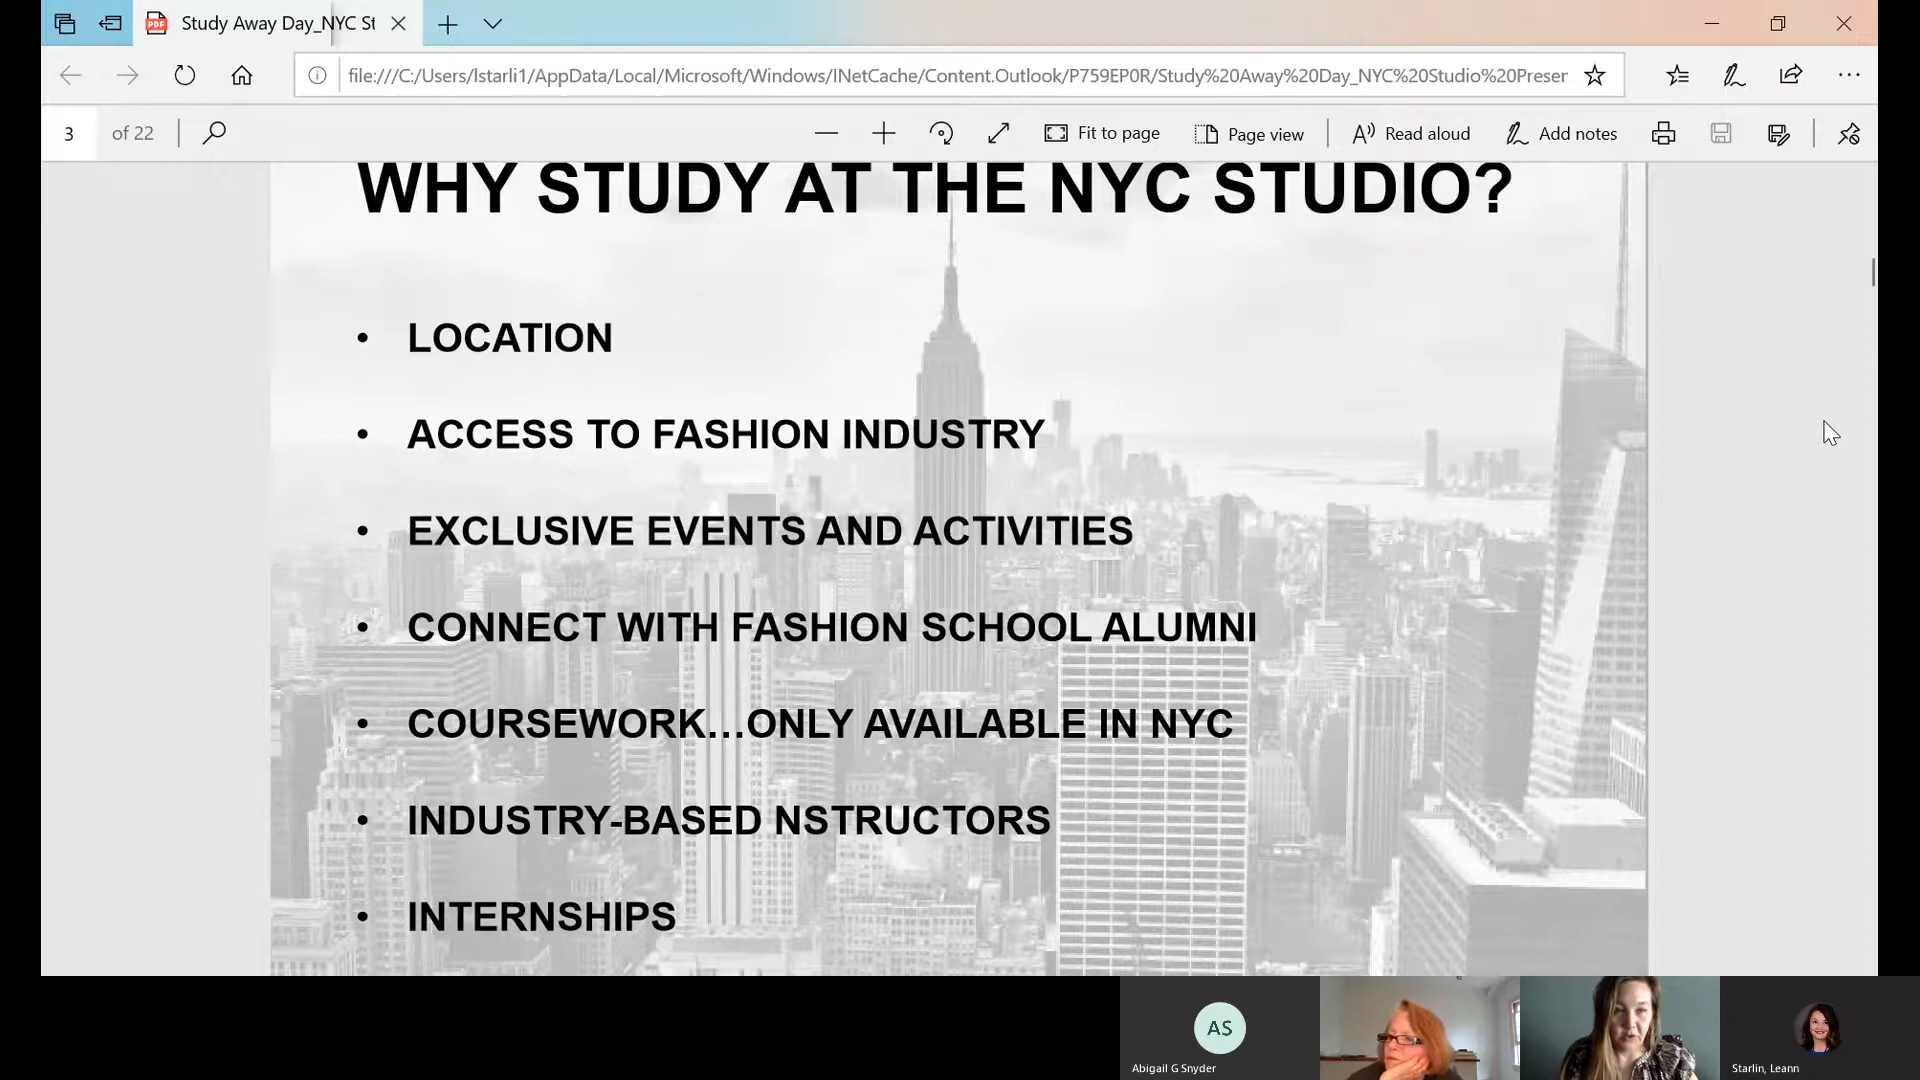 Study Away Day_NYC St
file:///C:/Users/lstarli1/AppData/Local/Microsoft/Windows/INetCache/Content.Outlook/P759EP0R/Study%20Away%20Day_NYC%20Studio%20Preser
3 of 22
Fit to page
Page view
Read aloud
Add notes
WHY STUDY AT THE NYC STUDIO?
• LOCATION
• ACCESS TO FASHION INDUSTRY
• EXCLUSIVE EVENTS AND ACTIVITIES
• CONNECT WITH FASHION SCHOOL ALUMNI
• COURSEWORK...ONLY AVAILABLE IN NYC
• INDUSTRY-BASED NSTRUCTORS
• INTERNSHIPS
AS
Abigail G Snyder
Starlin, Leann